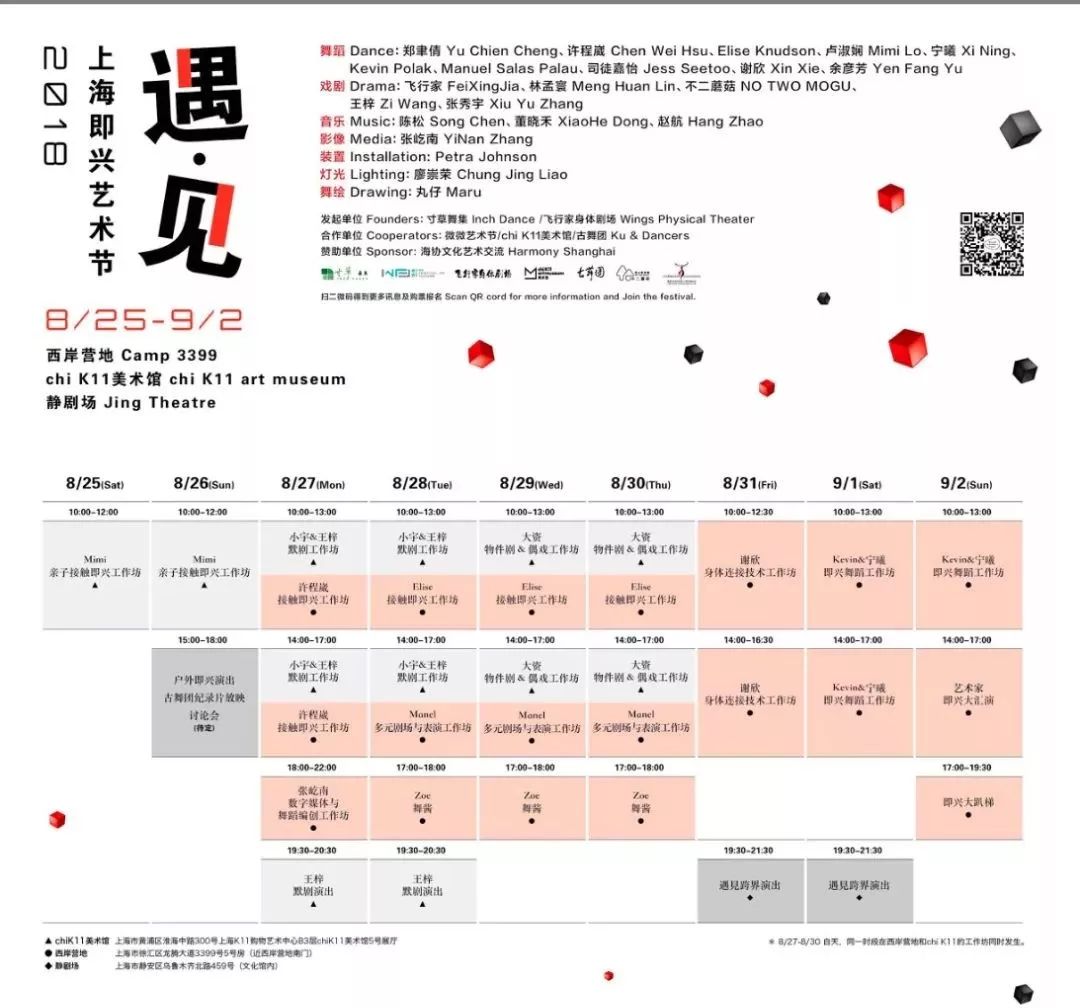 2018
上海即兴艺术节
遇·见
8/25-9/2
西岸营地 Camp 3399
chi K11美术馆 chi K11 art museum
静剧场 Jing Theatre
舞蹈 Dance: 郑聿倩 Yu Chien Cheng、许程崴 Chen Wei Hsu、Elise Knudson、卢淑娴 Mimi Lo、宁曦 Xi Ning、
Kevin Polak、Manuel Salas Palau、司徒嘉怡 Jess Seetoo、谢欣 Xin Xie、余彦芳 Yen Fang Yu
戏剧 Drama: 飞行家 FeiXingJia、林孟寰 Meng Huan Lin、不二蘑菇 NO TWO MOGU、
王梓 Zi Wang、张秀宇 Xiu Yu Zhang
音乐 Music: 陈松 Song Chen、董晓禾 XiaoHe Dong、赵航 Hang Zhao
影像 Media: 张屹南 YiNan Zhang
装置 Installation: Petra Johnson
灯光 Lighting: 廖崇荣 Chung Jing Liao
舞绘 Drawing: 丸仔 Maru
发起单位 Founders: 寸草舞集 Inch Dance /飞行家身体剧场 Wings Physical Theater
合作单位 Cooperators: 微微艺术节/chi K11美术馆/古舞团 Ku & Dancers
赞助单位 Sponsor: 海协文化艺术交流 Harmony Shanghai
扫二微码得到更多讯息及购票报名 Scan QR cord for more information and Join the festival.
8/25(Sat) 8/26(Sun) 8/27(Mon) 8/28(Tue) 8/29(Wed) 8/30(Thu) 8/31(Fri) 9/1(Sat) 9/2(Sun)
10:00-12:00 10:00-12:00 10:00-13:00 10:00-13:00 10:00-13:00 10:00-13:00 10:00-12:30 10:00-13:00 10:00-13:00
Mimi
亲子接触即兴工作坊
▲
Mimi
亲子接触即兴工作坊
▲
小宇&王梓
默剧工作坊
▲
小宇&王梓
默剧工作坊
▲
大资
物件剧 & 偶戏工作坊
▲
大资
物件剧 & 偶戏工作坊
▲
许程崴
接触即兴工作坊
●
Elise
接触即兴工作坊
●
Elise
接触即兴工作坊
●
Elise
接触即兴工作坊
●
谢欣
身体连接技术工作坊
●
Kevin&宁曦
即兴舞蹈工作坊
●
Kevin&宁曦
即兴舞蹈工作坊
●
15:00-18:00 14:00-17:00 14:00-17:00 14:00-17:00 14:00-17:00 14:00-16:30 14:00-17:00 14:00-17:00
户外即兴演出
古舞团纪录片放映
讨论会
(待定)
小宇&王梓
默剧工作坊
▲
小宇&王梓
默剧工作坊
▲
大资
物件剧 & 偶戏工作坊
▲
大资
物件剧 & 偶戏工作坊
▲
许程崴
接触即兴工作坊
●
Manel
多元剧场与表演工作坊
●
Manel
多元剧场与表演工作坊
●
Manel
多元剧场与表演工作坊
●
谢欣
身体连接技术工作坊
●
Kevin&宁曦
即兴舞蹈工作坊
●
艺术家
即兴大汇演
●
18:00-22:00 17:00-18:00 17:00-18:00 17:00-18:00 17:00-19:30
张屹南
数字媒体与
舞蹈编创工作坊
●
Zoe
舞酱
●
Zoe
舞酱
●
Zoe
舞酱
●
即兴大趴梯
●
19:30-20:30 19:30-20:30 19:30-21:30 19:30-21:30
王梓
默剧演出
▲
王梓
默剧演出
▲
遇見跨界演出
◆
遇見跨界演出
◆
▲ chiK11美术馆 上海市黄浦区淮海中路300号上海K11购物艺术中心B3层chiK11美术馆5号展厅
● 西岸营地 上海市徐汇区龙腾大道3399号5号房（近西岸营地南门）
◆ 静剧场 上海市静安区乌鲁木齐北路459号（文化馆内）
* 8/27-8/30 白天，同一时段在西岸营地和chi K11的工作坊同时发生。